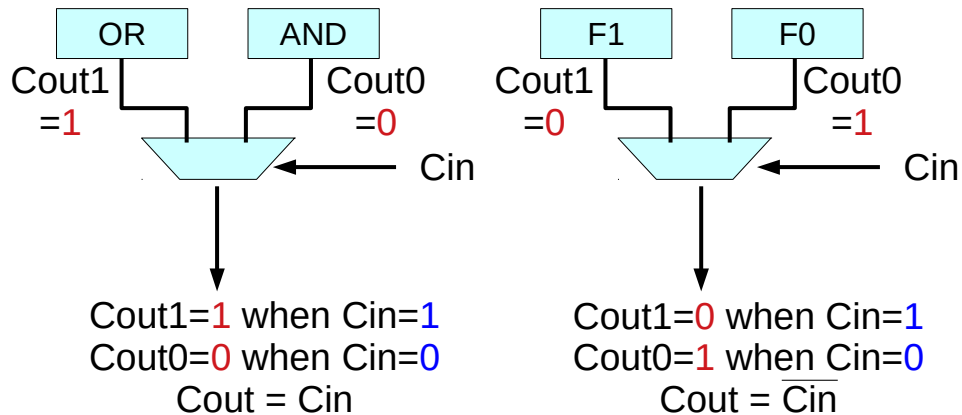 OR AND
Cout1 Cout0
=1 =0
Cin
Cout1=1 when Cin=1
Cout0=0 when Cin=0
Cout = Cin
F1 F0
Cout1 Cout0
=0 =1
Cin
Cout1=0 when Cin=1
Cout0=1 when Cin=0
Cout = C̅i̅n̅